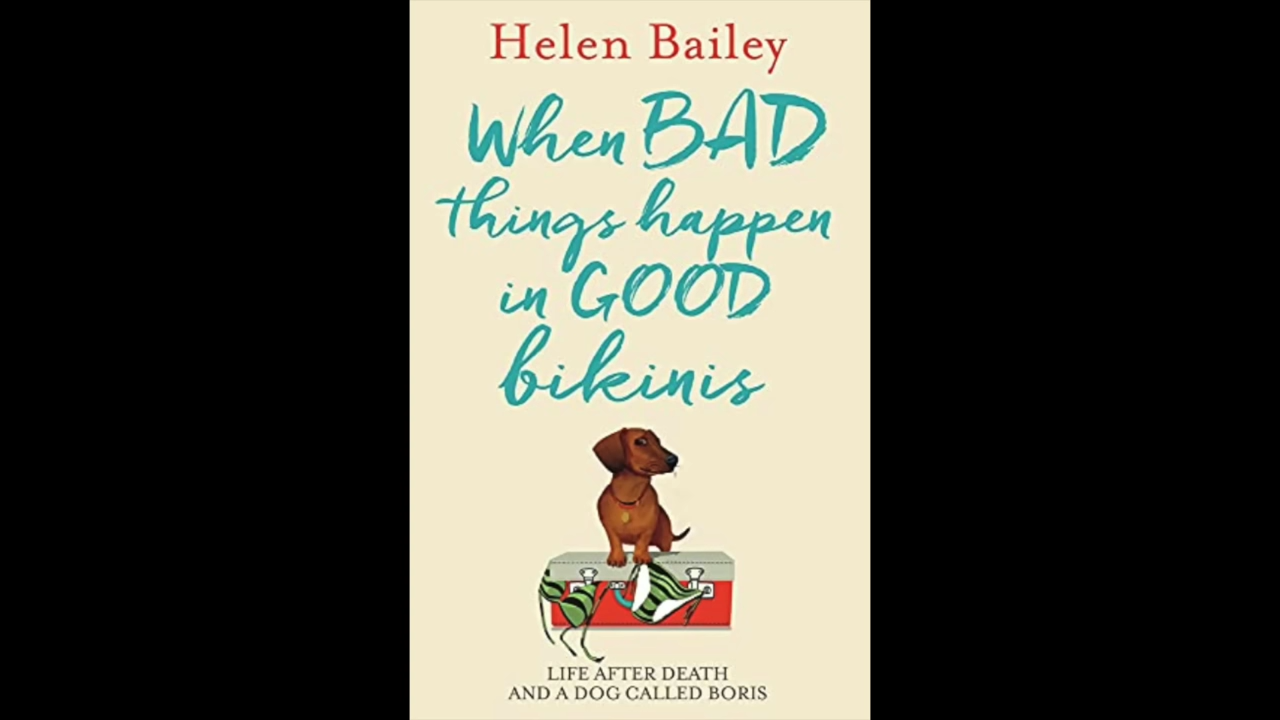 Helen Bailey
When BAD
things happen
in GOOD
bikinis
LIFE AFTER DEATH
AND A DOG CALLED BORIS